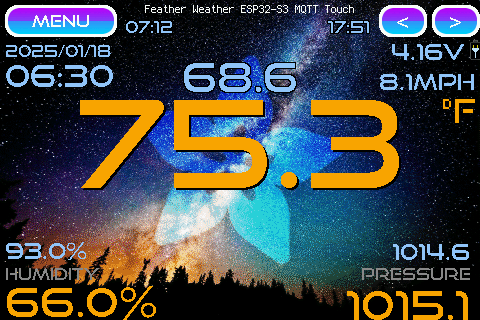 Feather Weather ESP32-S3 MQTT Touch
MENU
07:12
17:51
<
>
2025/01/18
4.16V
06:30
68.6
8.1MPH
75.3
°F
93.0%
1014.6
HUMIDITY
PRESSURE
66.0%
1015.1